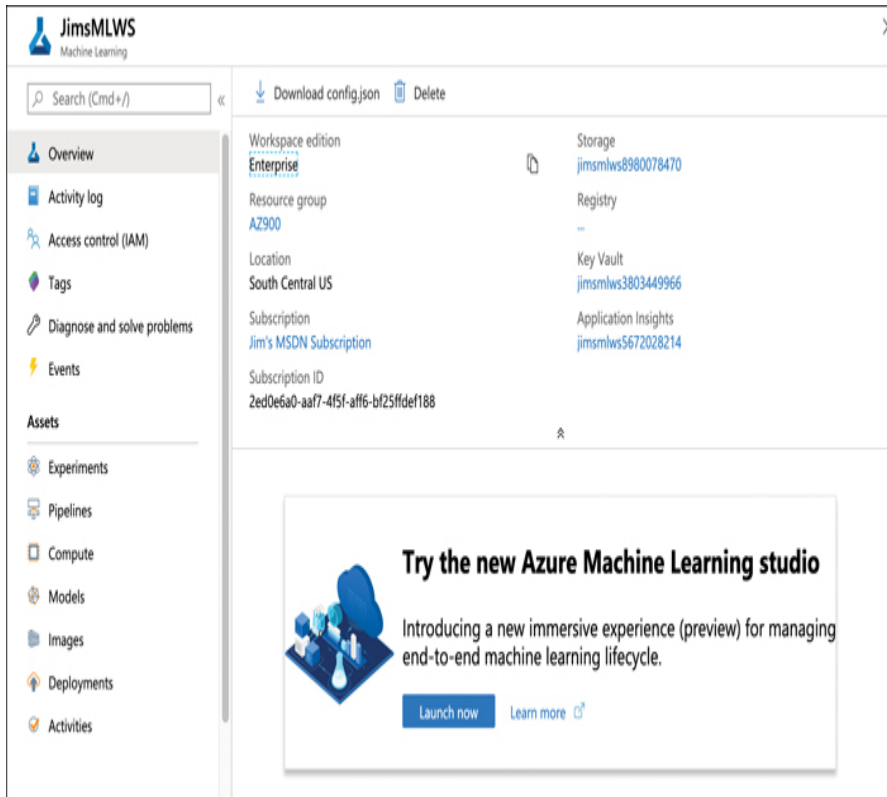 JimsMLWS
Machine Learning
Search (Cmd+/)
«
Overview
Activity log
Access control (IAM)
Tags
Diagnose and solve problems
Events
Assets
Experiments
Pipelines
Compute
Models
Images
Deployments
Activities
Download config.json Delete
Workspace edition
Enterprise
Resource group
AZ900
Location
South Central US
Subscription
Jim's MSDN Subscription
Subscription ID
2ed0e6a0-aaf7-4f5f-aff6-bf25ffdef188
Storage
jimsmlws8980078470
Registry
...
Key Vault
jimsmlws3803449966
Application Insights
jimsmlws5672028214
Try the new Azure Machine Learning studio
Introducing a new immersive experience (preview) for managing
end-to-end machine learning lifecycle.
Launch now Learn more